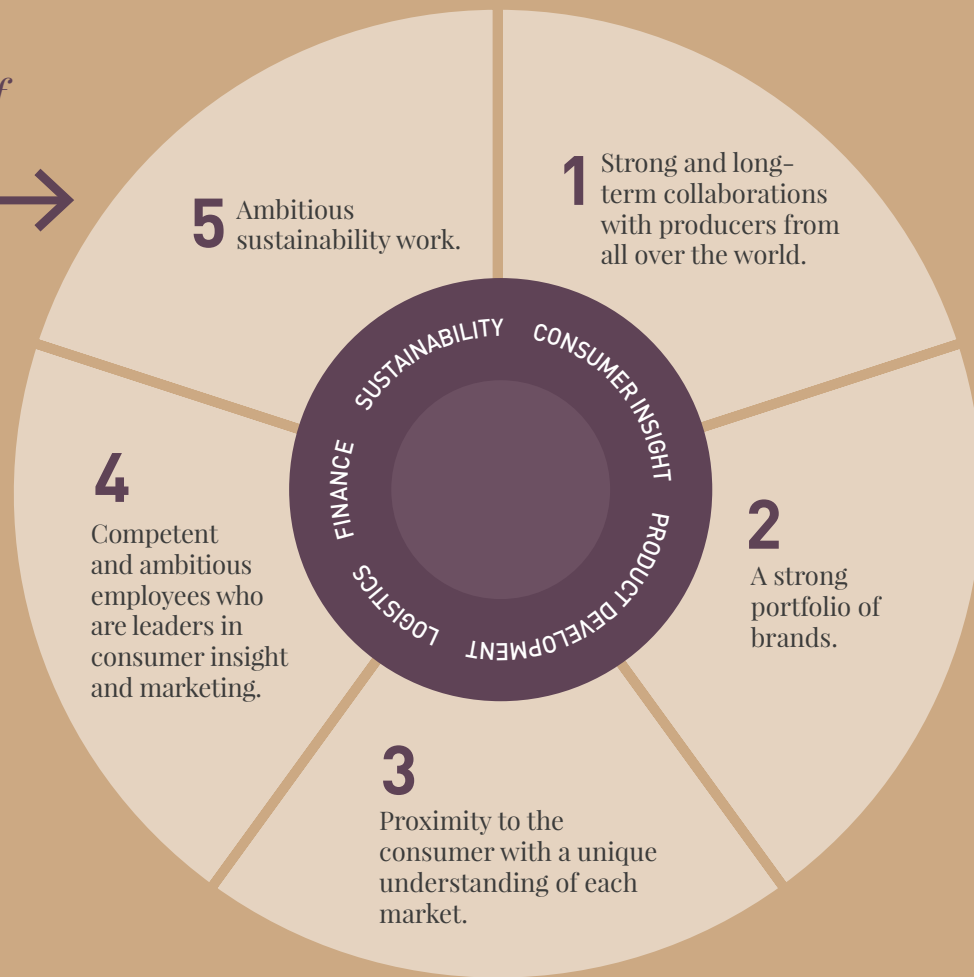 f
5
Ambitious
sustainability work.
1
Strong and long-
term collaborations
with producers from
all over the world.
SUSTAINABILITY
CONSUMER INSIGHT
PRODUCT DEVELOPMENT
LOGISTICS
FINANCE
4
Competent
and ambitious
employees who
are leaders in
consumer insight
and marketing.
2
A strong
portfolio of
brands.
3
Proximity to the
consumer with a unique
understanding of each
market.